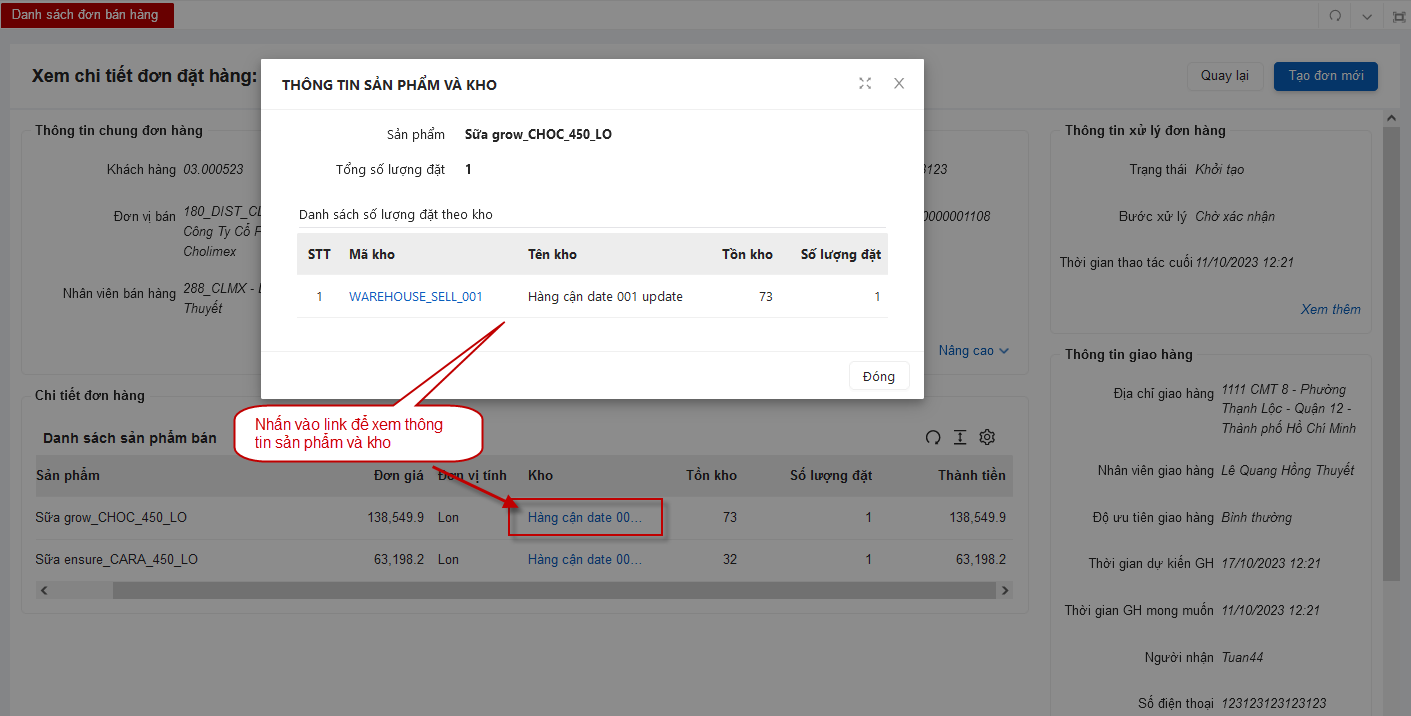 Danh sách đơn bán hàng
Xem chi tiết đơn đặt hàng:
Quay lại
Tạo đơn mới
THÔNG TIN SẢN PHẨM VÀ KHO
Sản phẩm Sữa grow_CHOC_450_LO
Tổng số lượng đặt 1
Danh sách số lượng đặt theo kho
STT Mã kho Tên kho Tồn kho Số lượng đặt
1 WAREHOUSE_SELL_001 Hàng cận date 001 update 73 1
Đóng
Thông tin chung đơn hàng
Khách hàng 03.000523
Đơn vị bán 180_DIST_CL
Công Ty Cổ P
Cholimex
Nhân viên bán hàng 288_CLMX -
Thuyết
3123
0000001108
Nâng cao
Nhấn vào link để xem thông
tin sản phẩm và kho
Chi tiết đơn hàng
Danh sách sản phẩm bán
Sản phẩm Đơn giá Đơn vị tính Kho Tồn kho Số lượng đặt Thành tiền
Sữa grow_CHOC_450_LO 138,549.9 Lon Hàng cận date 00... 73 1 138,549.9
Sữa ensure_CARA_450_LO 63,198.2 Lon Hàng cận date 00... 32 1 63,198.2
Thông tin xử lý đơn hàng
Trạng thái Khởi tạo
Bước xử lý Chờ xác nhận
Thời gian thao tác cuối 11/10/2023 12:21
Xem thêm
Thông tin giao hàng
Địa chỉ giao hàng 1111 CMT 8 - Phường
Thạnh Lộc - Quận 12 -
Thành phố Hồ Chí Minh
Nhân viên giao hàng Lê Quang Hồng Thuyết
Độ ưu tiên giao hàng Bình thường
Thời gian dự kiến GH 17/10/2023 12:21
Thời gian GH mong muốn 11/10/2023 12:21
Người nhận Tuan44
Số điện thoại 123123123123123